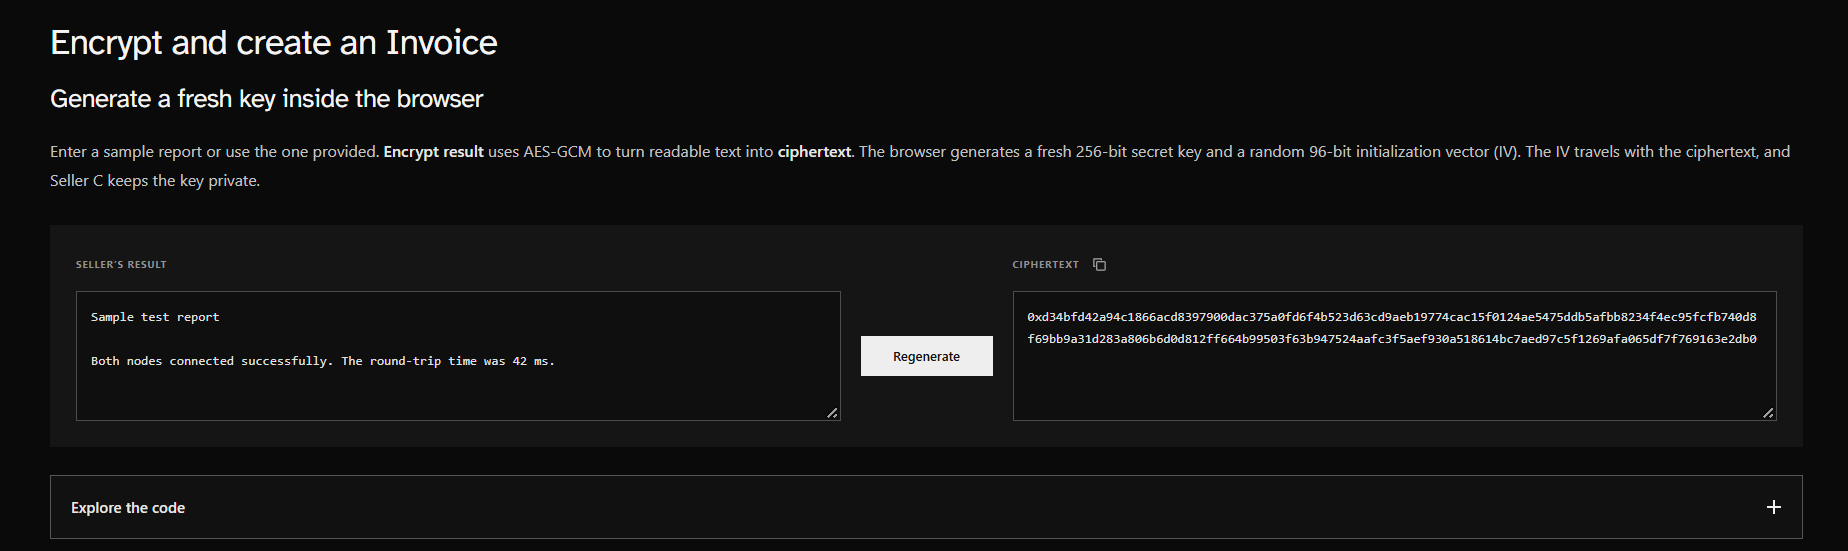 Encrypt and create an Invoice
Generate a fresh key inside the browser
Enter a sample report or use the one provided. Encrypt result uses AES-GCM to turn readable text into ciphertext. The browser generates a fresh 256-bit secret key and a random 96-bit initialization vector (IV). The IV travels with the ciphertext, and
Seller C keeps the key private.
SELLER'S RESULT
Sample test report
Both nodes connected successfully. The round-trip time was 42 ms.
Regenerate
CIPHERTEXT
0xd34bfd42a94c1866acd8397900dac375a0fd6f4b523d63cd9aeb19774cac15f0124ae5475ddb5afbb8234f4ec95fcfb740d8
f69bb9a31d283a806b6d0d812ff664b99503f63b947524aafc3f5aef930a518614bc7aed97c5f1269afa065df7f769163e2db0
Explore the code